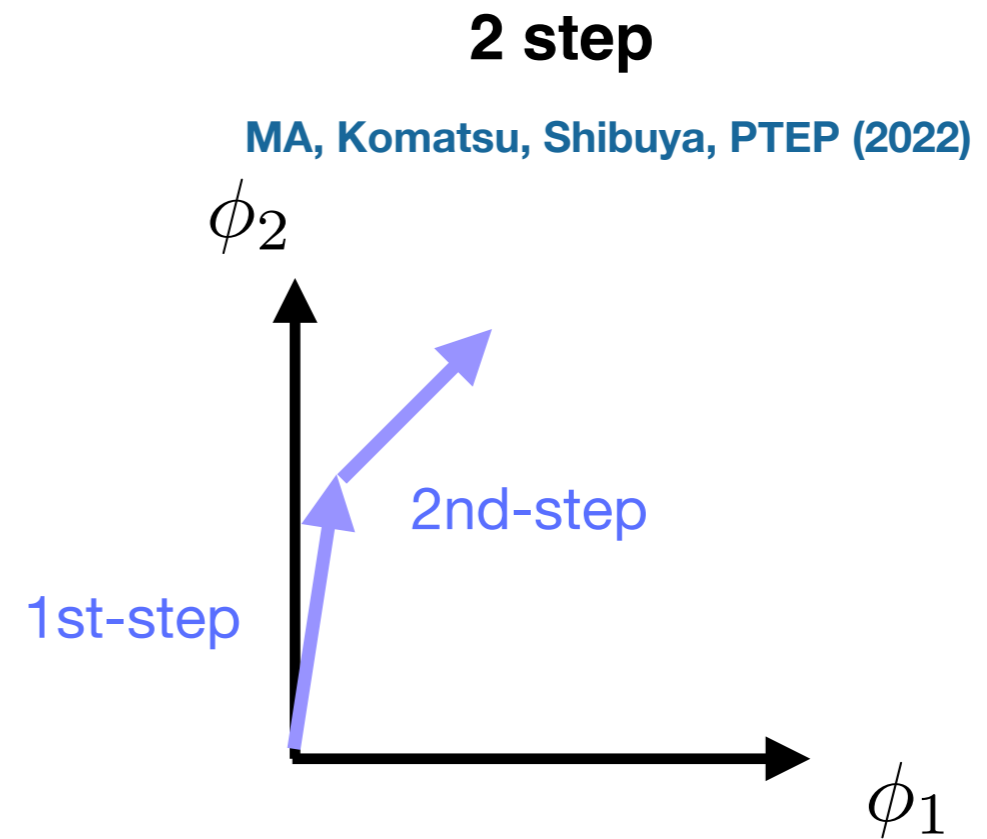 2 step
MA, Komatsu, Shibuya, PTEP (2022)
ϕ₂
2nd-step
1st-step
ϕ₁